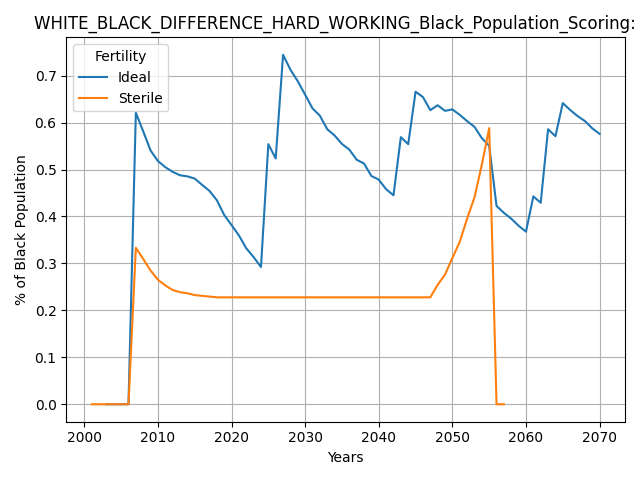 WHITE_BLACK_DIFFERENCE_HARD_WORKING_Black_Population_Scoring:
Fertility
Ideal
Sterile
0.7
0.6
0.5
0.4
0.3
0.2
0.1
0.0
% of Black Population
2000 2010 2020 2030 2040 2050 2060 2070
Years